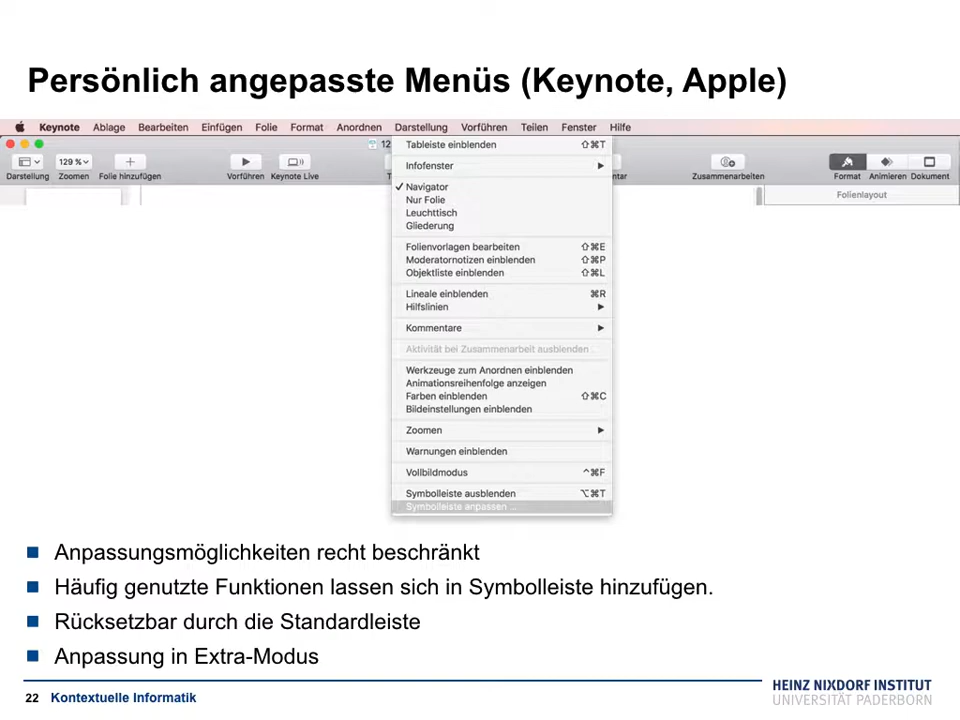 Persönlich angepasste Menüs (Keynote, Apple)
Keynote Ablage Bearbeiten Einfügen Folie Format Anordnen Darstellung Vorführen Teilen Fenster Hilfe
129 %
Darstellung Zoomen Folie hinzufügen Vorführen Keynote Live Zusammenarbeiten Format Animieren Dokument
Folienlayout
Tableiste einblenden ⇧⌘T
Infofenster ▶
✓ Navigator
Nur Folie
Leuchttisch
Gliederung
Folienvorlagen bearbeiten ⇧⌘E
Moderatornotizen einblenden ⇧⌘P
Objektliste einblenden ⇧⌘L
Lineale einblenden ⌘R
Hilfslinien ▶
Kommentare ▶
Aktivität bei Zusammenarbeit ausblenden
Werkzeuge zum Anordnen einblenden
Animationsreihenfolge anzeigen
Farben einblenden ⇧⌘C
Bildeinstellungen einblenden
Zoomen ▶
Warnungen einblenden
Vollbildmodus ^⌘F
Symbolleiste ausblenden ⌥⌘T
Symbolleiste anpassen ...
Anpassungsmöglichkeiten recht beschränkt
Häufig genutzte Funktionen lassen sich in Symbolleiste hinzufügen.
Rücksetzbar durch die Standardleiste
Anpassung in Extra-Modus
22 Kontextuelle Informatik
HEINZ NIXDORF INSTITUT
UNIVERSITÄT PADERBORN